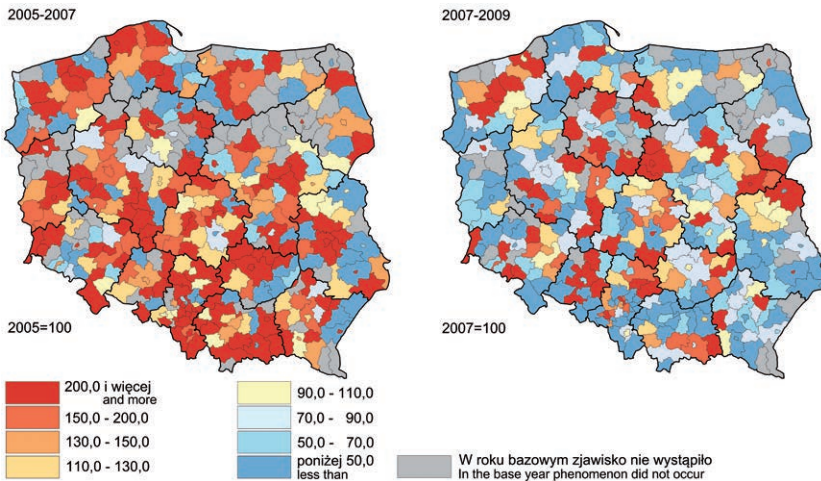 2005-2007
2007-2009
2005=100
2007=100
200,0 i więcej
and more
150,0 - 200,0
130,0 - 150,0
110,0 - 130,0
90,0 - 110,0
70,0 - 90,0
50,0 - 70,0
poniżej 50,0
less than
W roku bazowym zjawisko nie wystąpiło
In the base year phenomenon did not occur